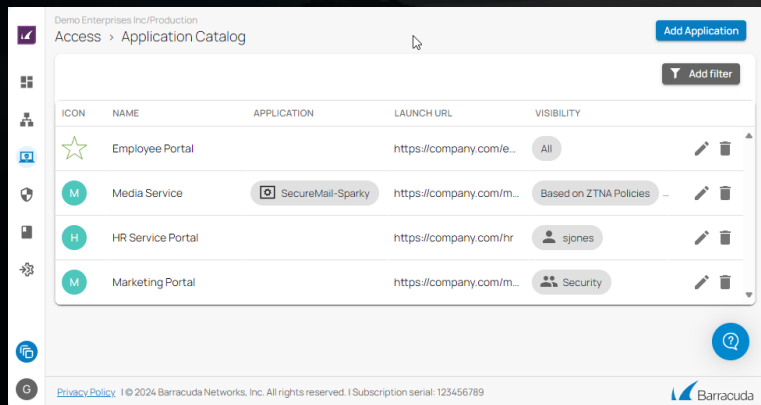 Demo Enterprises Inc/Production
Access > Application Catalog
Add Application
Add filter
ICON NAME APPLICATION LAUNCH URL VISIBILITY
Employee Portal https://company.com/e... All
M Media Service SecureMail-Sparky https://company.com/m... Based on ZTNA Policies ...
H HR Service Portal https://company.com/hr sjones
M Marketing Portal https://company.com/m... Security
G
Privacy Policy | © 2024 Barracuda Networks, Inc. All rights reserved. | Subscription serial: 123456789
Barracuda